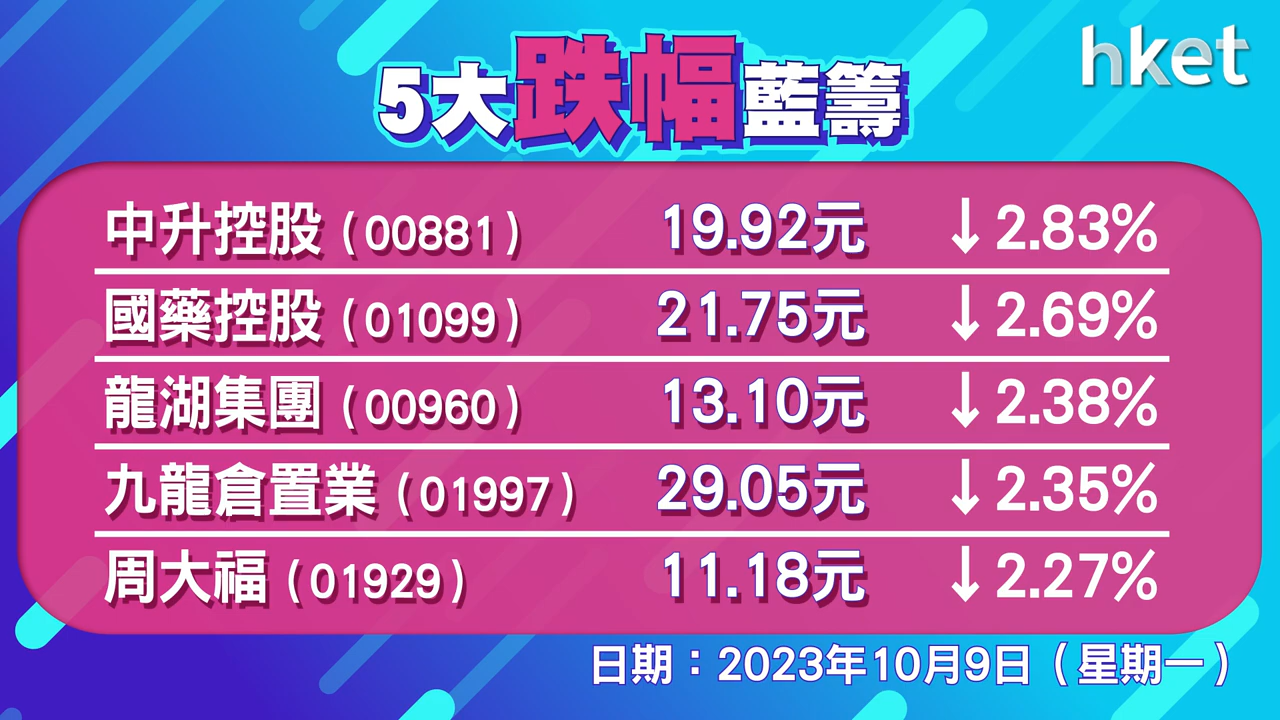 hket
5大跌幅藍籌
中升控股(00881) 19.92元 ↓2.83%
國藥控股(01099) 21.75元 ↓2.69%
龍湖集團(00960) 13.10元 ↓2.38%
九龍倉置業(01997) 29.05元 ↓2.35%
周大福(01929) 11.18元 ↓2.27%
日期：2023年10月9日(星期一)